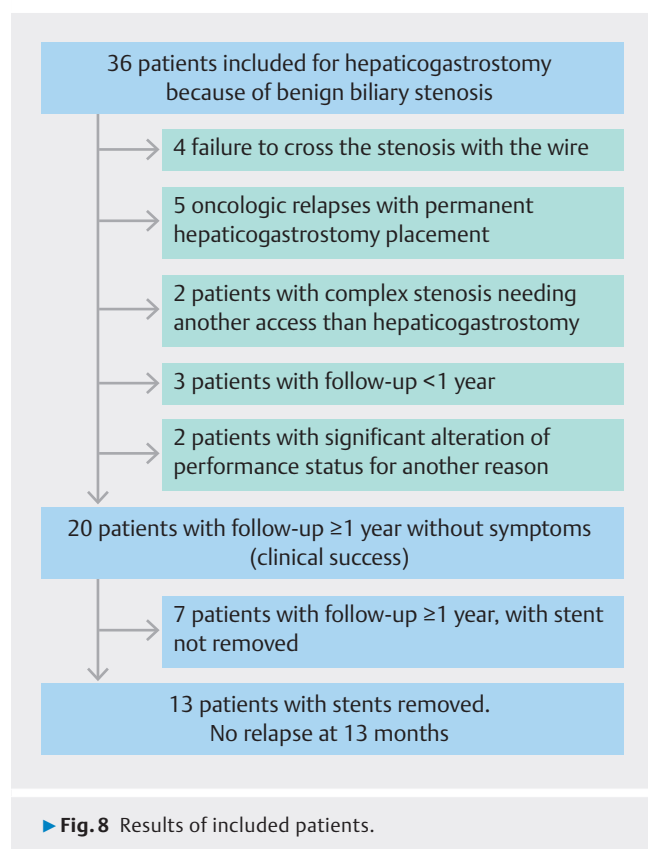 36 patients included for hepaticogastrostomy
because of benign biliary stenosis
4 failure to cross the stenosis with the wire
5 oncologic relapses with permanent
hepaticogastrostomy placement
2 patients with complex stenosis needing
another access than hepaticogastrostomy
3 patients with follow-up <1 year
2 patients with significant alteration of
performance status for another reason
20 patients with follow-up ≥1 year without symptoms
(clinical success)
7 patients with follow-up ≥1 year, with stent
not removed
13 patients with stents removed.
No relapse at 13 months
▶ Fig. 8 Results of included patients.